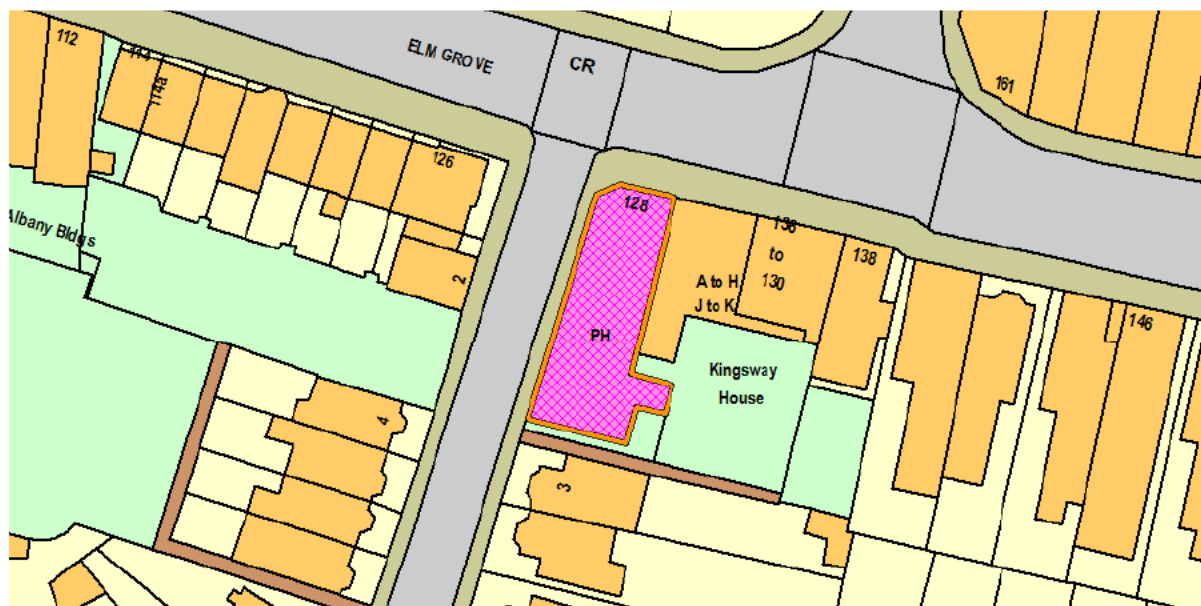 112
114
114a
ELM GROVE
CR
161
126
128
136
to
130
138
A to H
J to K
146
2
Albany Bldgs
PH
Kingsway
House
4
3